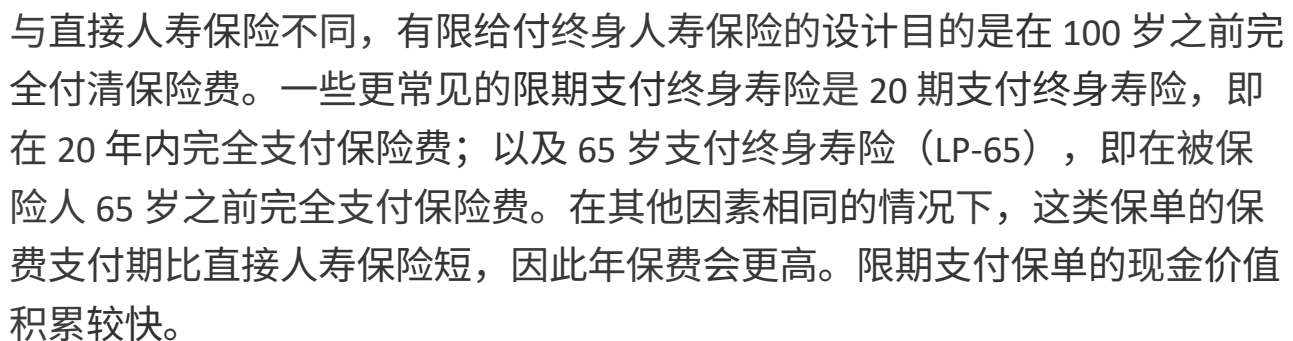 与直接人寿保险不同，有限给付终身人寿保险的设计目的是在 100 岁之前完
全付清保险费。一些更常见的限期支付终身寿险是 20 期支付终身寿险，即
在 20 年内完全支付保险费；以及 65 岁支付终身寿险（LP-65），即在被保
险人 65 岁之前完全支付保险费。在其他因素相同的情况下，这类保单的保
费支付期比直接人寿保险短，因此年保费会更高。限期支付保单的现金价值
积累较快。